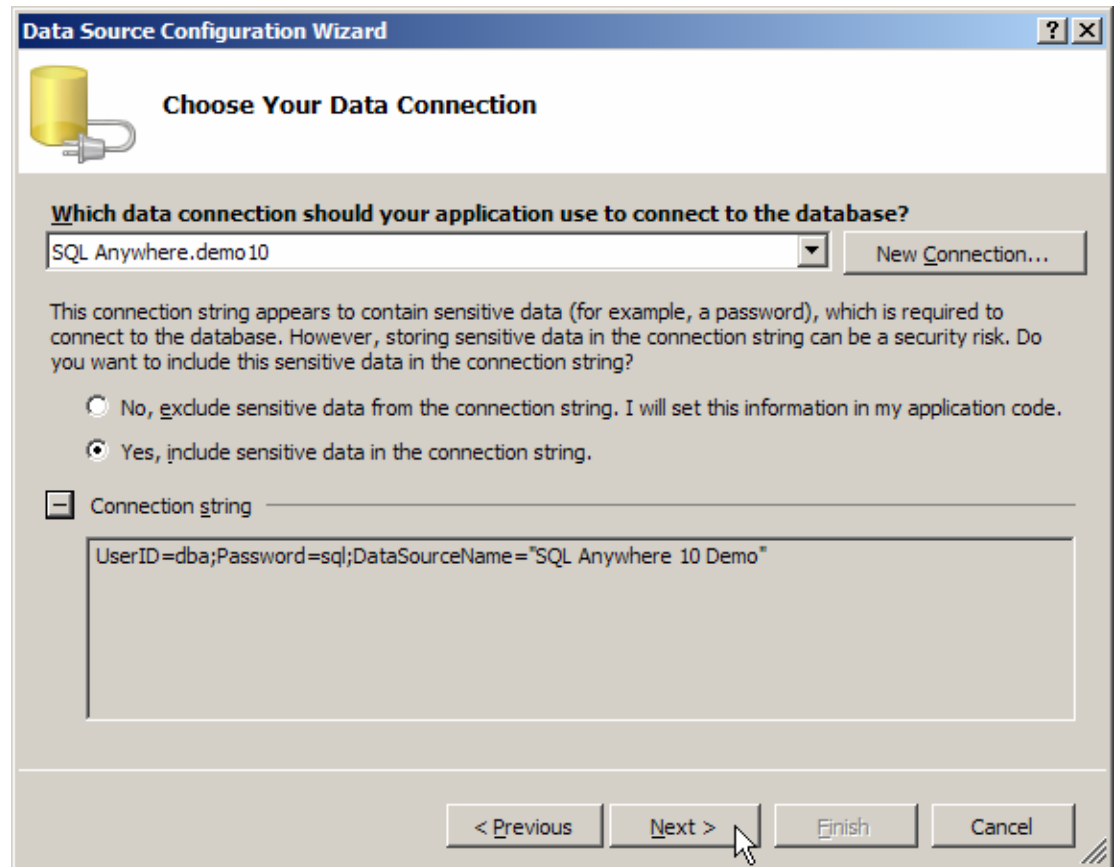 Data Source Configuration Wizard
Choose Your Data Connection
Which data connection should your application use to connect to the database?
SQL Anywhere.demo10
New Connection...
This connection string appears to contain sensitive data (for example, a password), which is required to
connect to the database. However, storing sensitive data in the connection string can be a security risk. Do
you want to include this sensitive data in the connection string?
No, exclude sensitive data from the connection string. I will set this information in my application code.
Yes, include sensitive data in the connection string.
Connection string
UserID=dba;Password=sql;DataSourceName="SQL Anywhere 10 Demo"
< Previous
Next >
Finish
Cancel